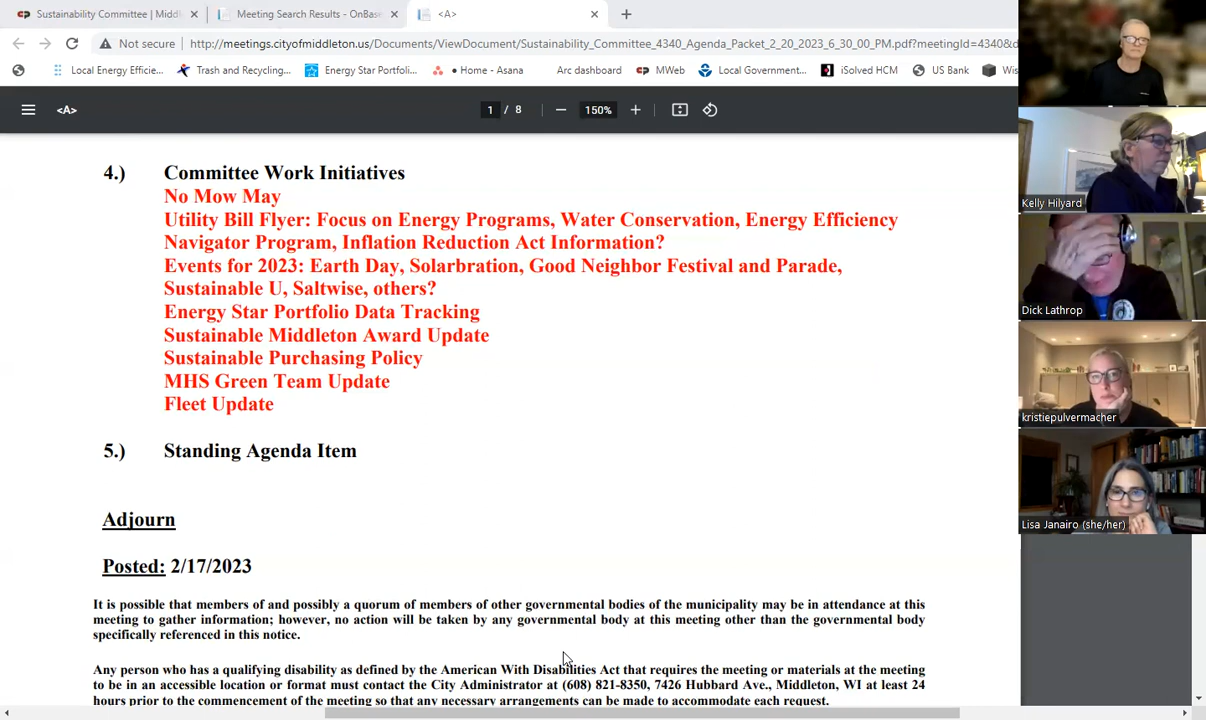 Sustainability Committee | Middl
Meeting Search Results - OnBase
<A>
Not secure
http://meetings.cityofmiddleton.us/Documents/ViewDocument/Sustainability_Committee_4340_Agenda_Packet_2_20_2023_6_30_00_PM.pdf?meetingId=4340&d
Local Energy Efficie...
Trash and Recycling...
Energy Star Portfoli...
• Home - Asana
Arc dashboard
MWeb
Local Government...
iSolved HCM
US Bank
Wis
<A>
1 / 8
150%
4.) Committee Work Initiatives
No Mow May
Utility Bill Flyer: Focus on Energy Programs, Water Conservation, Energy Efficiency
Navigator Program, Inflation Reduction Act Information?
Events for 2023: Earth Day, Solarbration, Good Neighbor Festival and Parade,
Sustainable U, Saltwise, others?
Energy Star Portfolio Data Tracking
Sustainable Middleton Award Update
Sustainable Purchasing Policy
MHS Green Team Update
Fleet Update
5.) Standing Agenda Item
Adjourn
Posted: 2/17/2023
It is possible that members of and possibly a quorum of members of other governmental bodies of the municipality may be in attendance at this
meeting to gather information; however, no action will be taken by any governmental body at this meeting other than the governmental body
specifically referenced in this notice.
Any person who has a qualifying disability as defined by the American With Disabilities Act that requires the meeting or materials at the meeting
to be in an accessible location or format must contact the City Administrator at (608) 821-8350, 7426 Hubbard Ave., Middleton, WI at least 24
hours prior to the commencement of the meeting so that any necessary arrangements can be made to accommodate each request.
Kelly Hilyard
Dick Lathrop
kristiepulvermacher
Lisa Janairo (she/her)